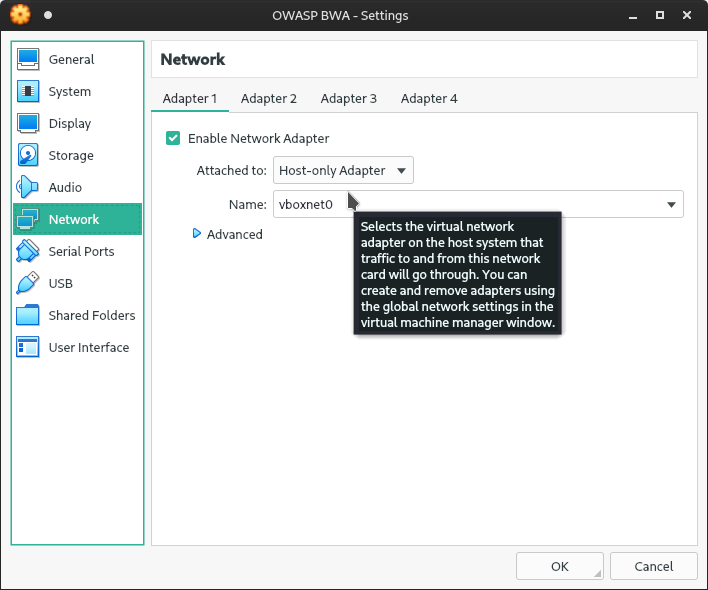 OWASP BWA - Settings
General
System
Display
Storage
Audio
Network
Serial Ports
USB
Shared Folders
User Interface
Network
Adapter 1 Adapter 2 Adapter 3 Adapter 4
Enable Network Adapter
Attached to: Host-only Adapter
Name: vboxnet0
Advanced
Selects the virtual network
adapter on the host system that
traffic to and from this network
card will go through. You can
create and remove adapters using
the global network settings in the
virtual machine manager window.
OK Cancel